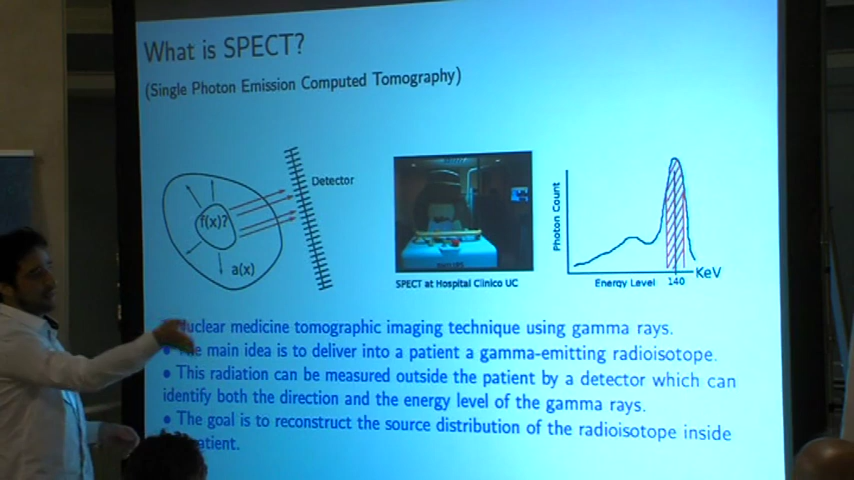 What is SPECT?
(Single Photon Emission Computed Tomography)
Detector
f(x)?
a(x)
SPECT at Hospital Clinico UC
Photon Count
Energy Level
140
KeV
Nuclear medicine tomographic imaging technique using gamma rays.
• The main idea is to deliver into a patient a gamma-emitting radioisotope.
• This radiation can be measured outside the patient by a detector which can
identify both the direction and the energy level of the gamma rays.
• The goal is to reconstruct the source distribution of the radioisotope inside
patient.